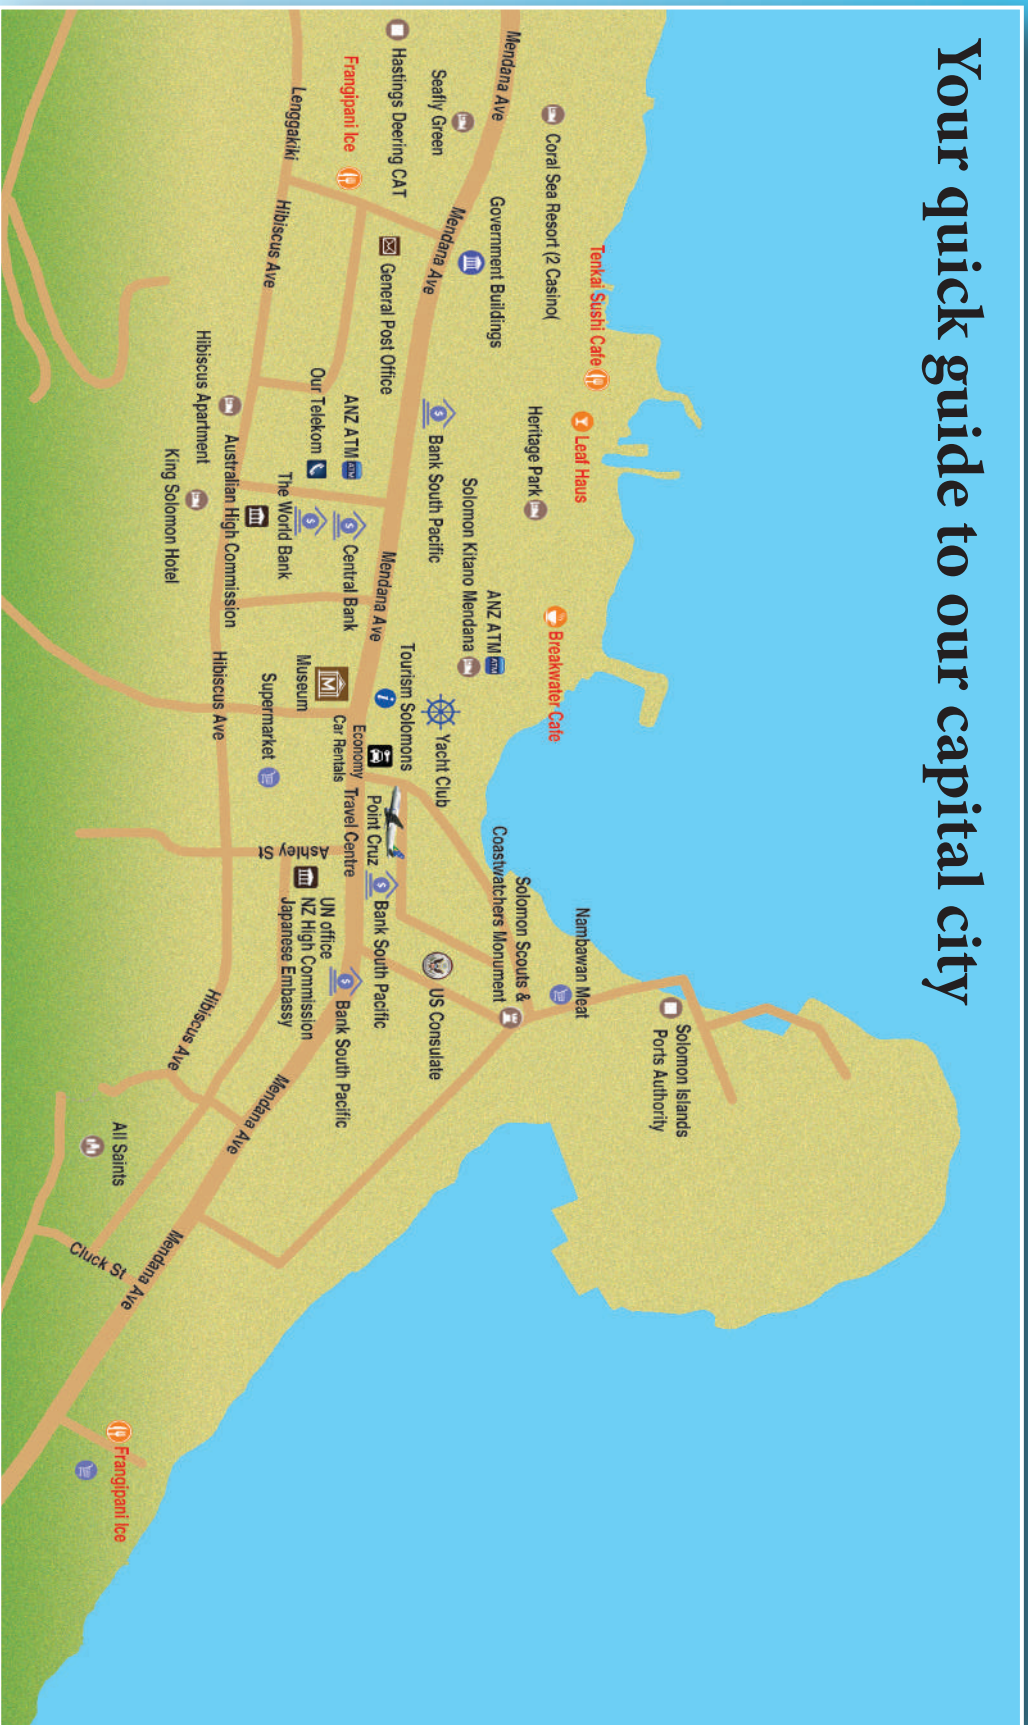 Your quick guide to our capital city
Mendana Ave
Coral Sea Resort (2 Casino(
Tenkai Sushi Cafe
Leaf Haus
Heritage Park
Breakwater Cafe
Hastings Deering CAT
Seafly Green
Frangipani Ice
Lenggakiki
Hibiscus Ave
Mendana Ave
Government Buildings
General Post Office
Bank South Pacific
Solomon Kitano Mendana
ANZ ATM
ATM
Our Telekom
ANZ ATM
ATM
Hibiscus Apartment
Australian High Commission
King Solomon Hotel
The World Bank
Central Bank
Mendana Ave
Tourism Solomons
Yacht Club
Museum
M
Supermarket
Hibiscus Ave
Economy
Car Rentals
Travel Centre
Point Cruz
Ashley St
Bank South Pacific
Coastwatchers Monument
Solomon Scouts &
Nambawan Meat
US Consulate
Solomon Islands
Ports Authority
UN office
NZ High Commission
Japanese Embassy
Bank South Pacific
Hibiscus Ave
Mendana Ave
All Saints
Cluck St
Mendana Ave
Frangipani Ice